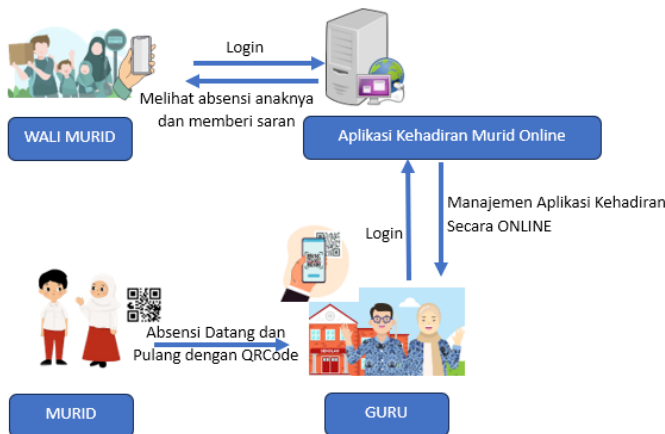 Login
Melihat absensi anaknya
dan memberi saran
WALI MURID
Aplikasi Kehadiran Murid Online
Manajemen Aplikasi Kehadiran
Secara ONLINE
Login
Absensi Datang dan
Pulang dengan QRCode
SEKOLAH
MURID
GURU